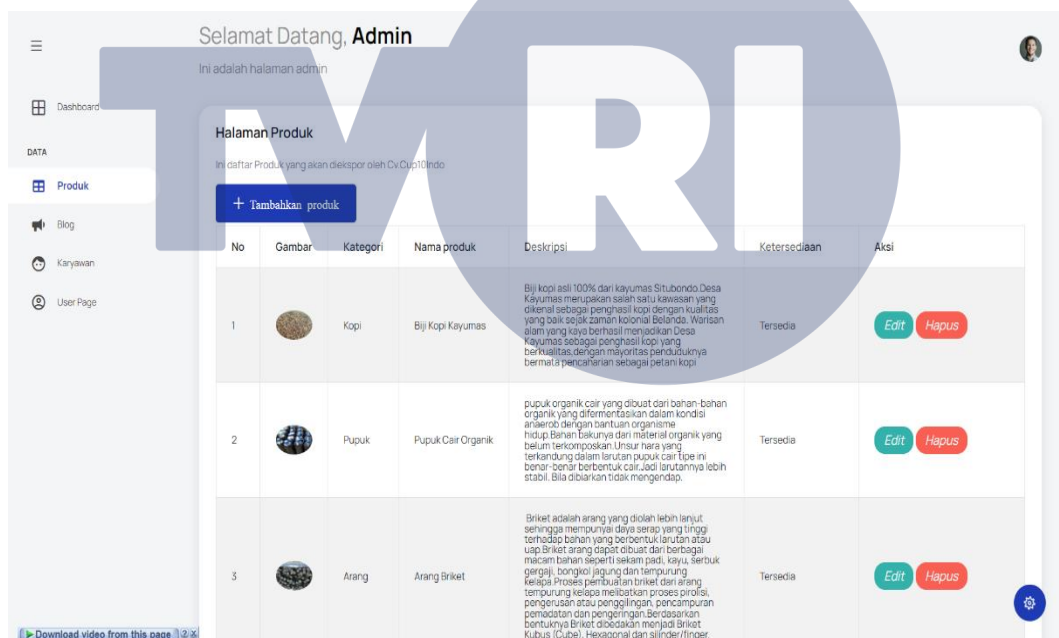 Selamat Datang, Admin
Ini adalah halaman admin
Dashboard
DATA
Produk
Blog
Karyawan
User Page
TVRI
Halaman Produk
Ini daftar Produk yang akan diekspor oleh Cv.Cup10Indo
+ Tambahkan produk
No Gambar Kategori Nama produk Deskripsi Ketersediaan Aksi
1 Kopi Biji Kopi Kayumas Tersedia Edit Hapus
Biji kopi asli 100% dari kayumas Situbondo.Desa
Kayumas merupakan salah satu kawasan yang
dikenal sebagai penghasil kopi dengan kualitas
yang baik sejak zaman kolonial Belanda. Warisan
alam yang kaya berhasil menjadikan Desa
Kayumas sebagai penghasil kopi yang
berkualitas,dengan mayoritas penduduknya
bermata pencaharian sebagai petani kopi
2 Pupuk Pupuk Cair Organik Tersedia Edit Hapus
pupuk organik cair yang dibuat dari bahan-bahan
organik yang difermentasikan dalam kondisi
anaerob dengan bantuan organisme
hidup.Bahan bakunya dari material organik yang
belum terkomposkan.Unsur hara yang
terkandung dalam larutan pupuk cair tipe ini
benar-benar berbentuk cair.Jadi larutannya lebih
stabil. Bila dibiarkan tidak mengendap.
3 Arang Arang Briket Tersedia Edit Hapus
Briket adalah arang yang diolah lebih lanjut
sehingga mempunyai daya serap yang tinggi
terhadap bahan yang berbentuk larutan atau
uap.Briket arang dapat dibuat dari berbagai
macam bahan seperti sekam padi, kayu, serbuk
gergaji, bongkol jagung dan tempurung
kelapa.Proses pembuatan briket dari arang
tempurung kelapa melibatkan proses pirolisi,
pengerusan atau penggilingan, pencampuran
pemadatan dan pengeringan.Berdasarkan
bentuknya Briket dibedakan menjadi Briket
Kubus (Cube), Hexagonal dan silinder/finger.
Download video from this page ? ×